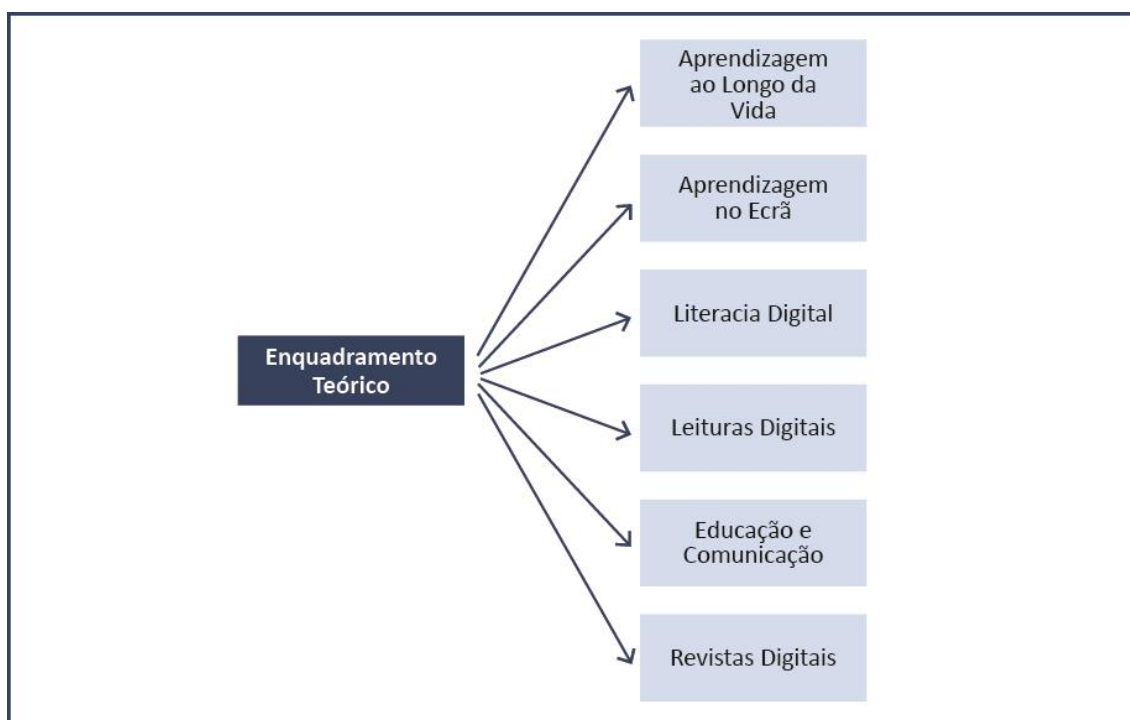 Enquadramento
Teórico
Aprendizagem
ao Longo da
Vida
Aprendizagem
no Ecrã
Literacia Digital
Leituras Digitais
Educação e
Comunicação
Revistas Digitais